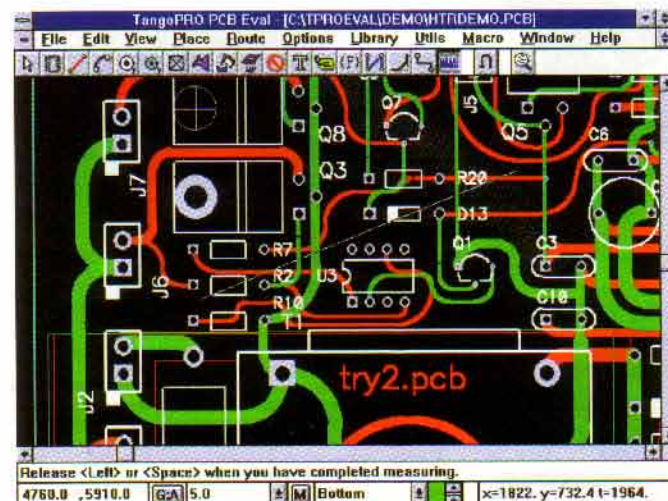 TangoPRO PCB Eval - [C:\TPROEVAL\DEMO\HTRDEMO.PCB]
File Edit View Place Route Options Library Utils Macro Window Help
T {P}
Q7
J5
Q8
Q5
C6
Q3
J7
R20
D13
Q1
R7
C3
U3
J6
R2
R10
C10
T1
try2.pcb
J2
Release <Left> or <Space> when you have completed measuring.
4760.0 ,5910.0 G:A 5.0 M Bottom x=1822. y=732.4 t=1964.